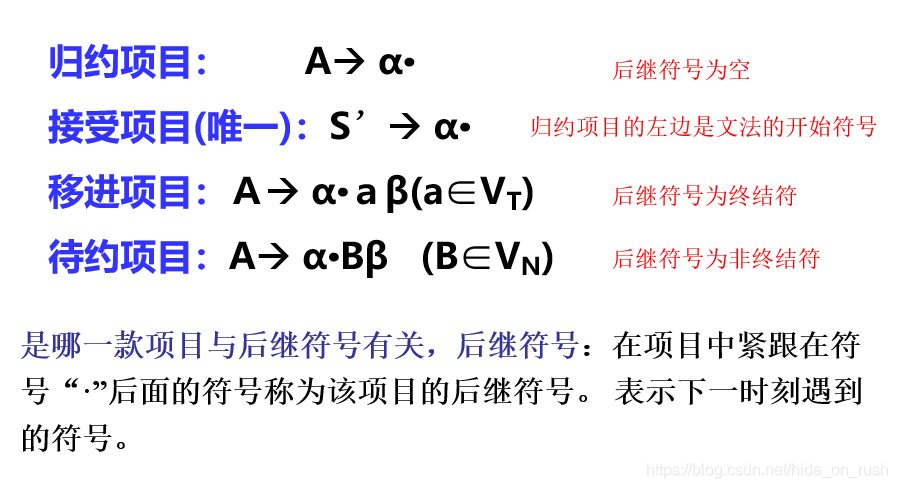 归约项目： A→ α• 后继符号为空
接受项目(唯一)：S’ → α• 归约项目的左边是文法的开始符号
移进项目：A → α• a β(a∈VT) 后继符号为终结符
待约项目：A→ α•Bβ (B∈VN) 后继符号为非终结符
是哪一款项目与后继符号有关，后继符号：在项目中紧跟在符
号“·”后面的符号称为该项目的后继符号。 表示下一时刻遇到
的符号。
https://blog.csdn.net/hide_on_rush